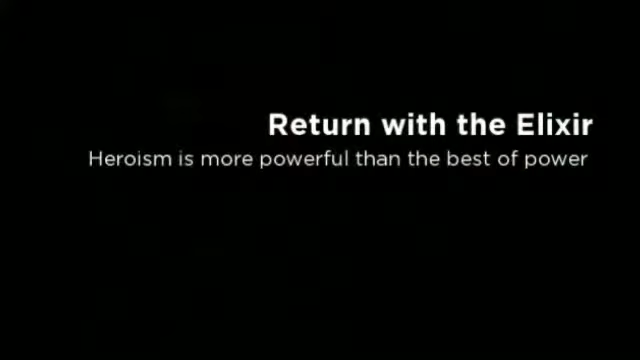 Return with the Elixir
Heroism is more powerful than the best of power